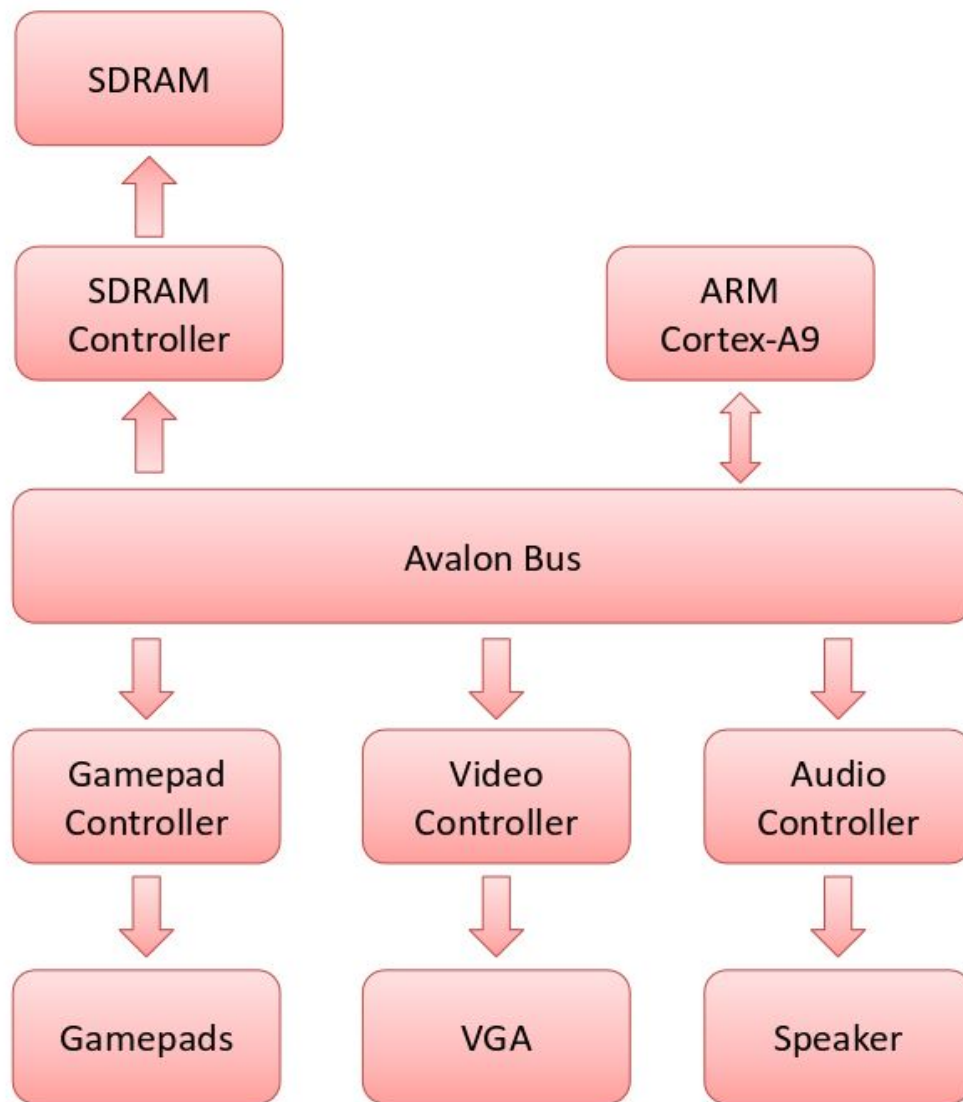 SDRAM
SDRAM
Controller
ARM
Cortex-A9
Avalon Bus
Gamepad
Controller
Video
Controller
Audio
Controller
Gamepads
VGA
Speaker